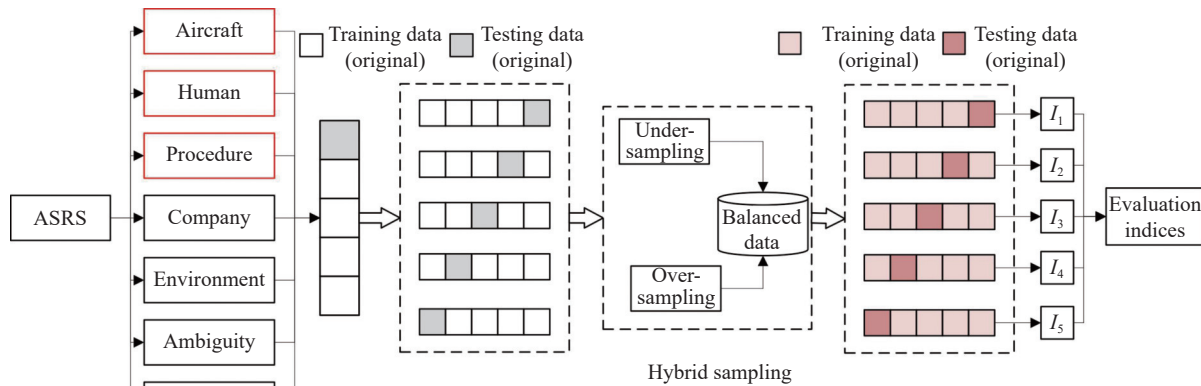 Aircraft
Human
Procedure
ASRS
Company
Environment
Ambiguity
Training data
(original)
Testing data
(original)
Under-
sampling
Balanced
data
Over-
sampling
Hybrid sampling
Training data
(original)
Testing data
(original)
I1
I2
I3
I4
I5
Evaluation
indices